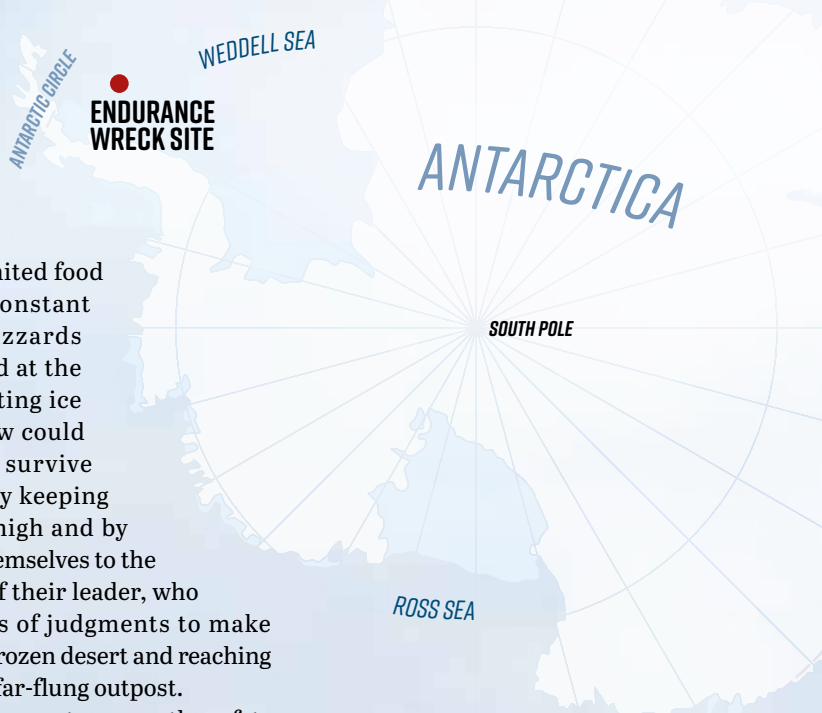 WEDDELL SEA
ANTARCTIC CIRCLE
ENDURANCE
WRECK SITE
ANTARCTICA
food
onstant
zzards
at the
ting ice
w could
survive
y keeping
high and by
emselves to the
f their leader, who
s of judgments to make
rozen desert and reaching
far-flung outpost.
SOUTH POLE
ROSS SEA